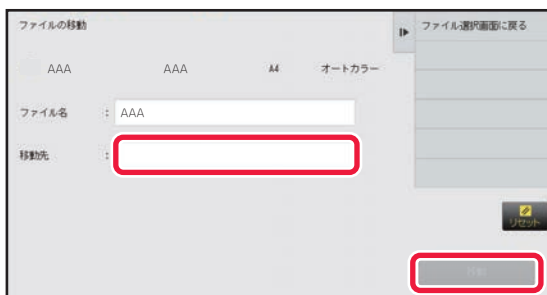 ファイルの移動
ファイル選択画面に戻る
AAA AAA A4 オートカラー
ファイル名 : AAA
移動先 :
リセット
移動